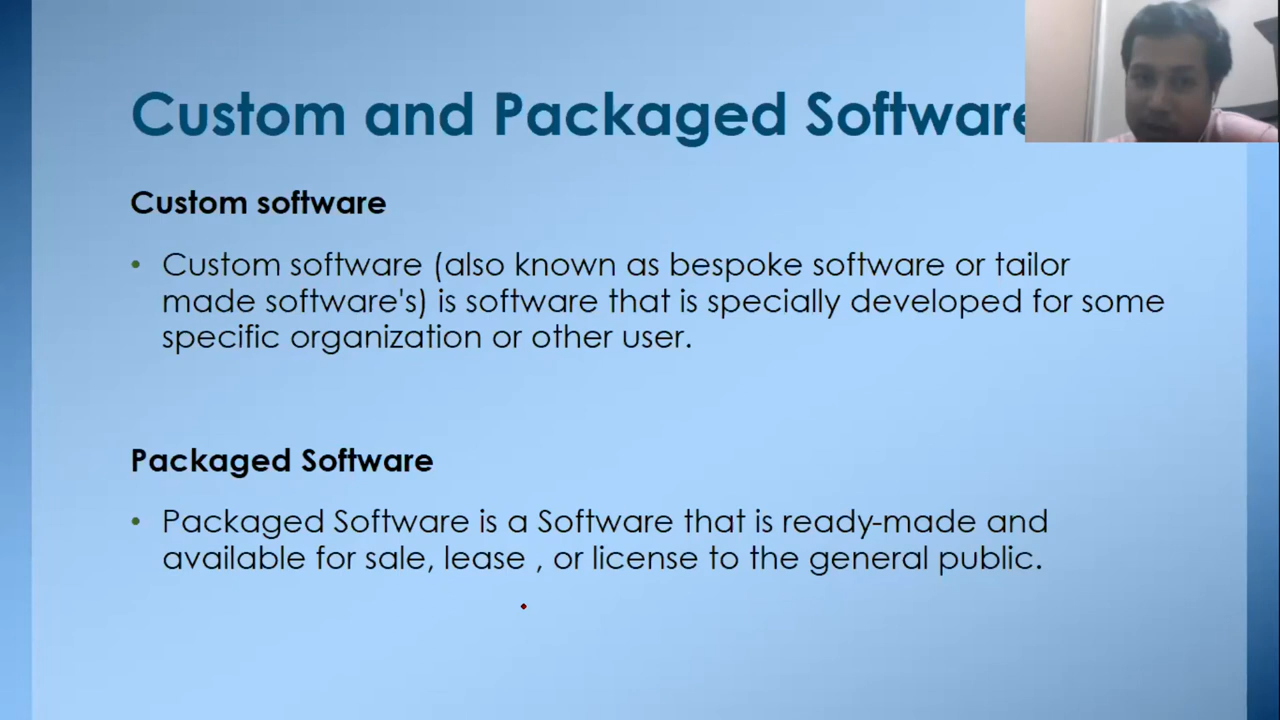 Custom and Packaged Software
Custom software
• Custom software (also known as bespoke software or tailor
made software's) is software that is specially developed for some
specific organization or other user.
Packaged Software
• Packaged Software is a Software that is ready-made and
available for sale, lease , or license to the general public.